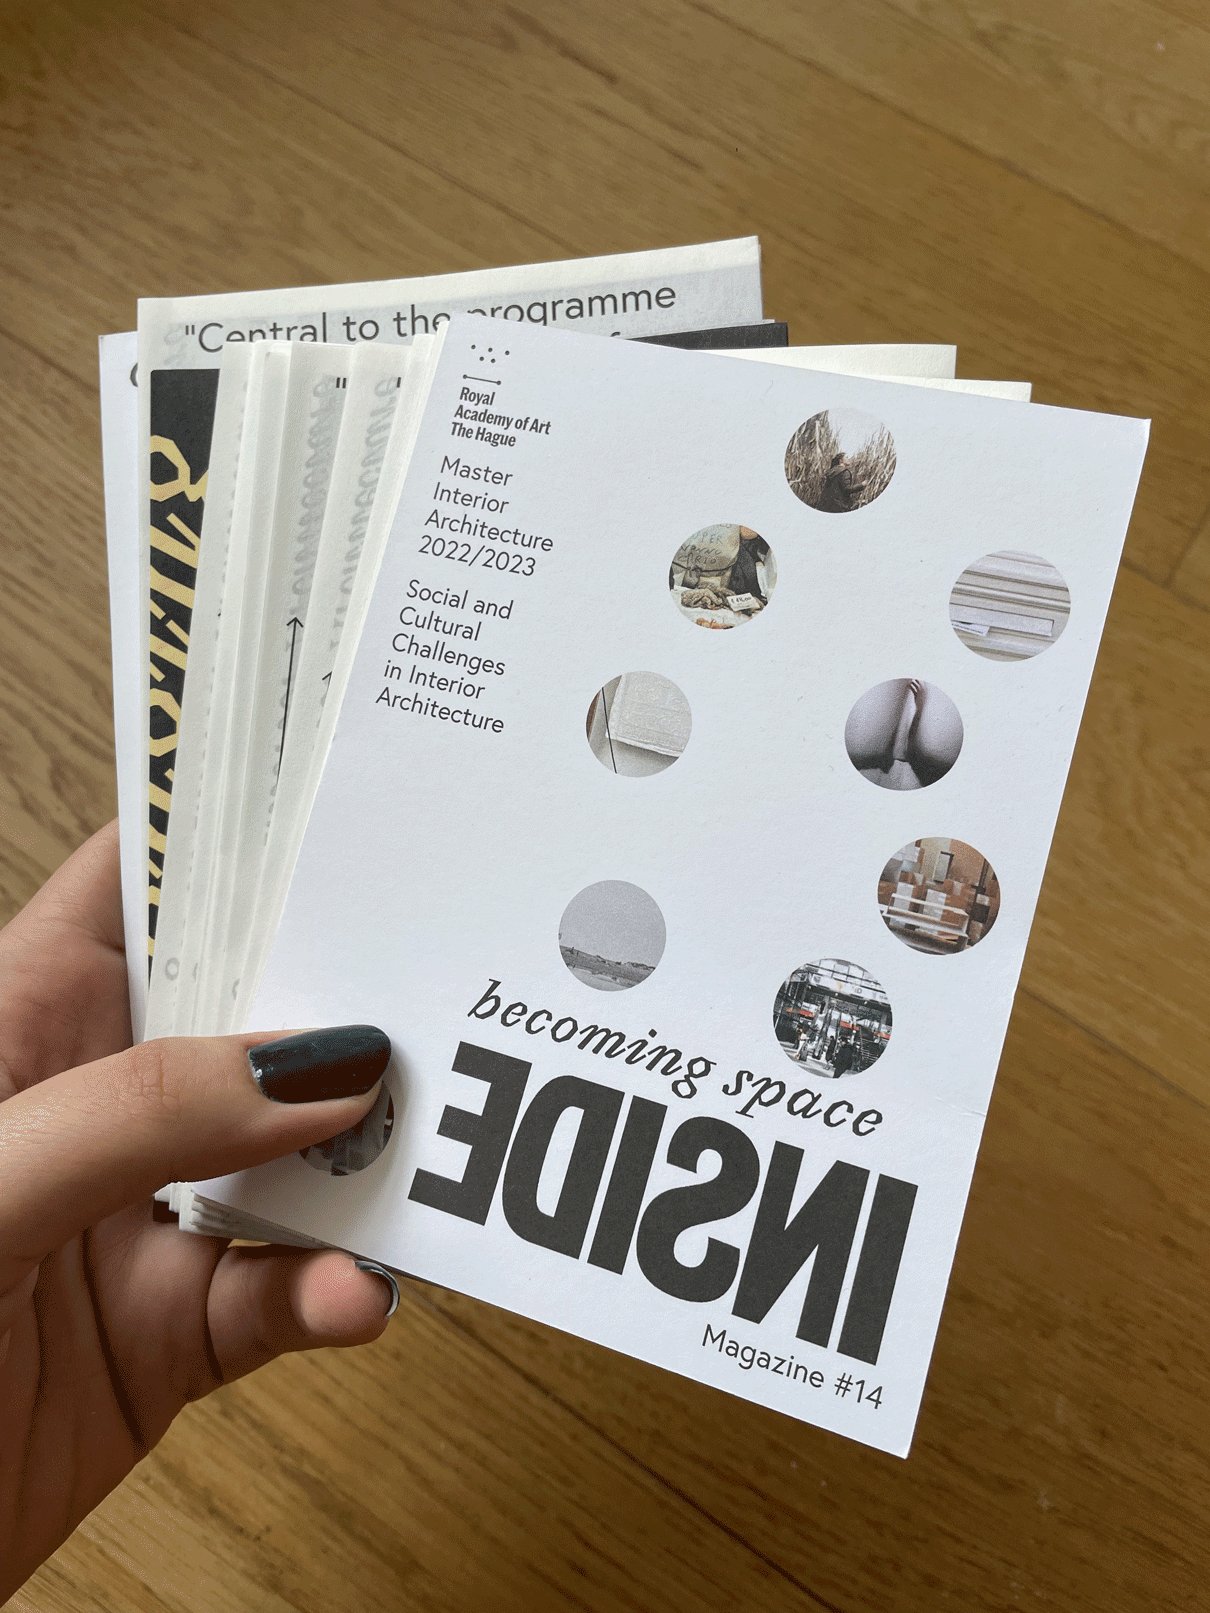 "Central to the programme
Royal
Academy of Art
The Hague
Master
Interior
Architecture
2022/2023
Social and
Cultural
Challenges
in Interior
Architecture
SUPER
becoming space
INSIDE
Magazine #14